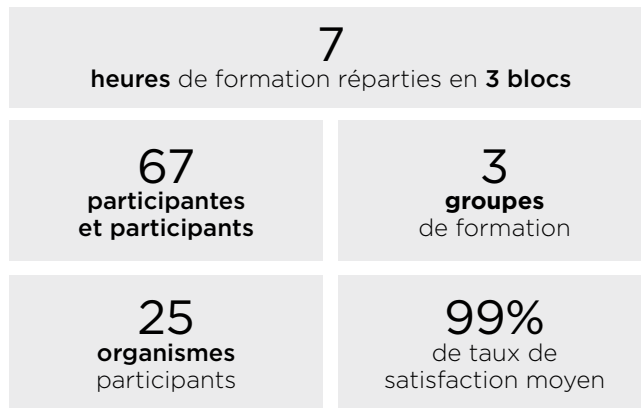 7
heures de formation réparties en 3 blocs
67
participantes
et participants
3
groupes
de formation
25
organismes
participants
99%
de taux de
satisfaction moyen